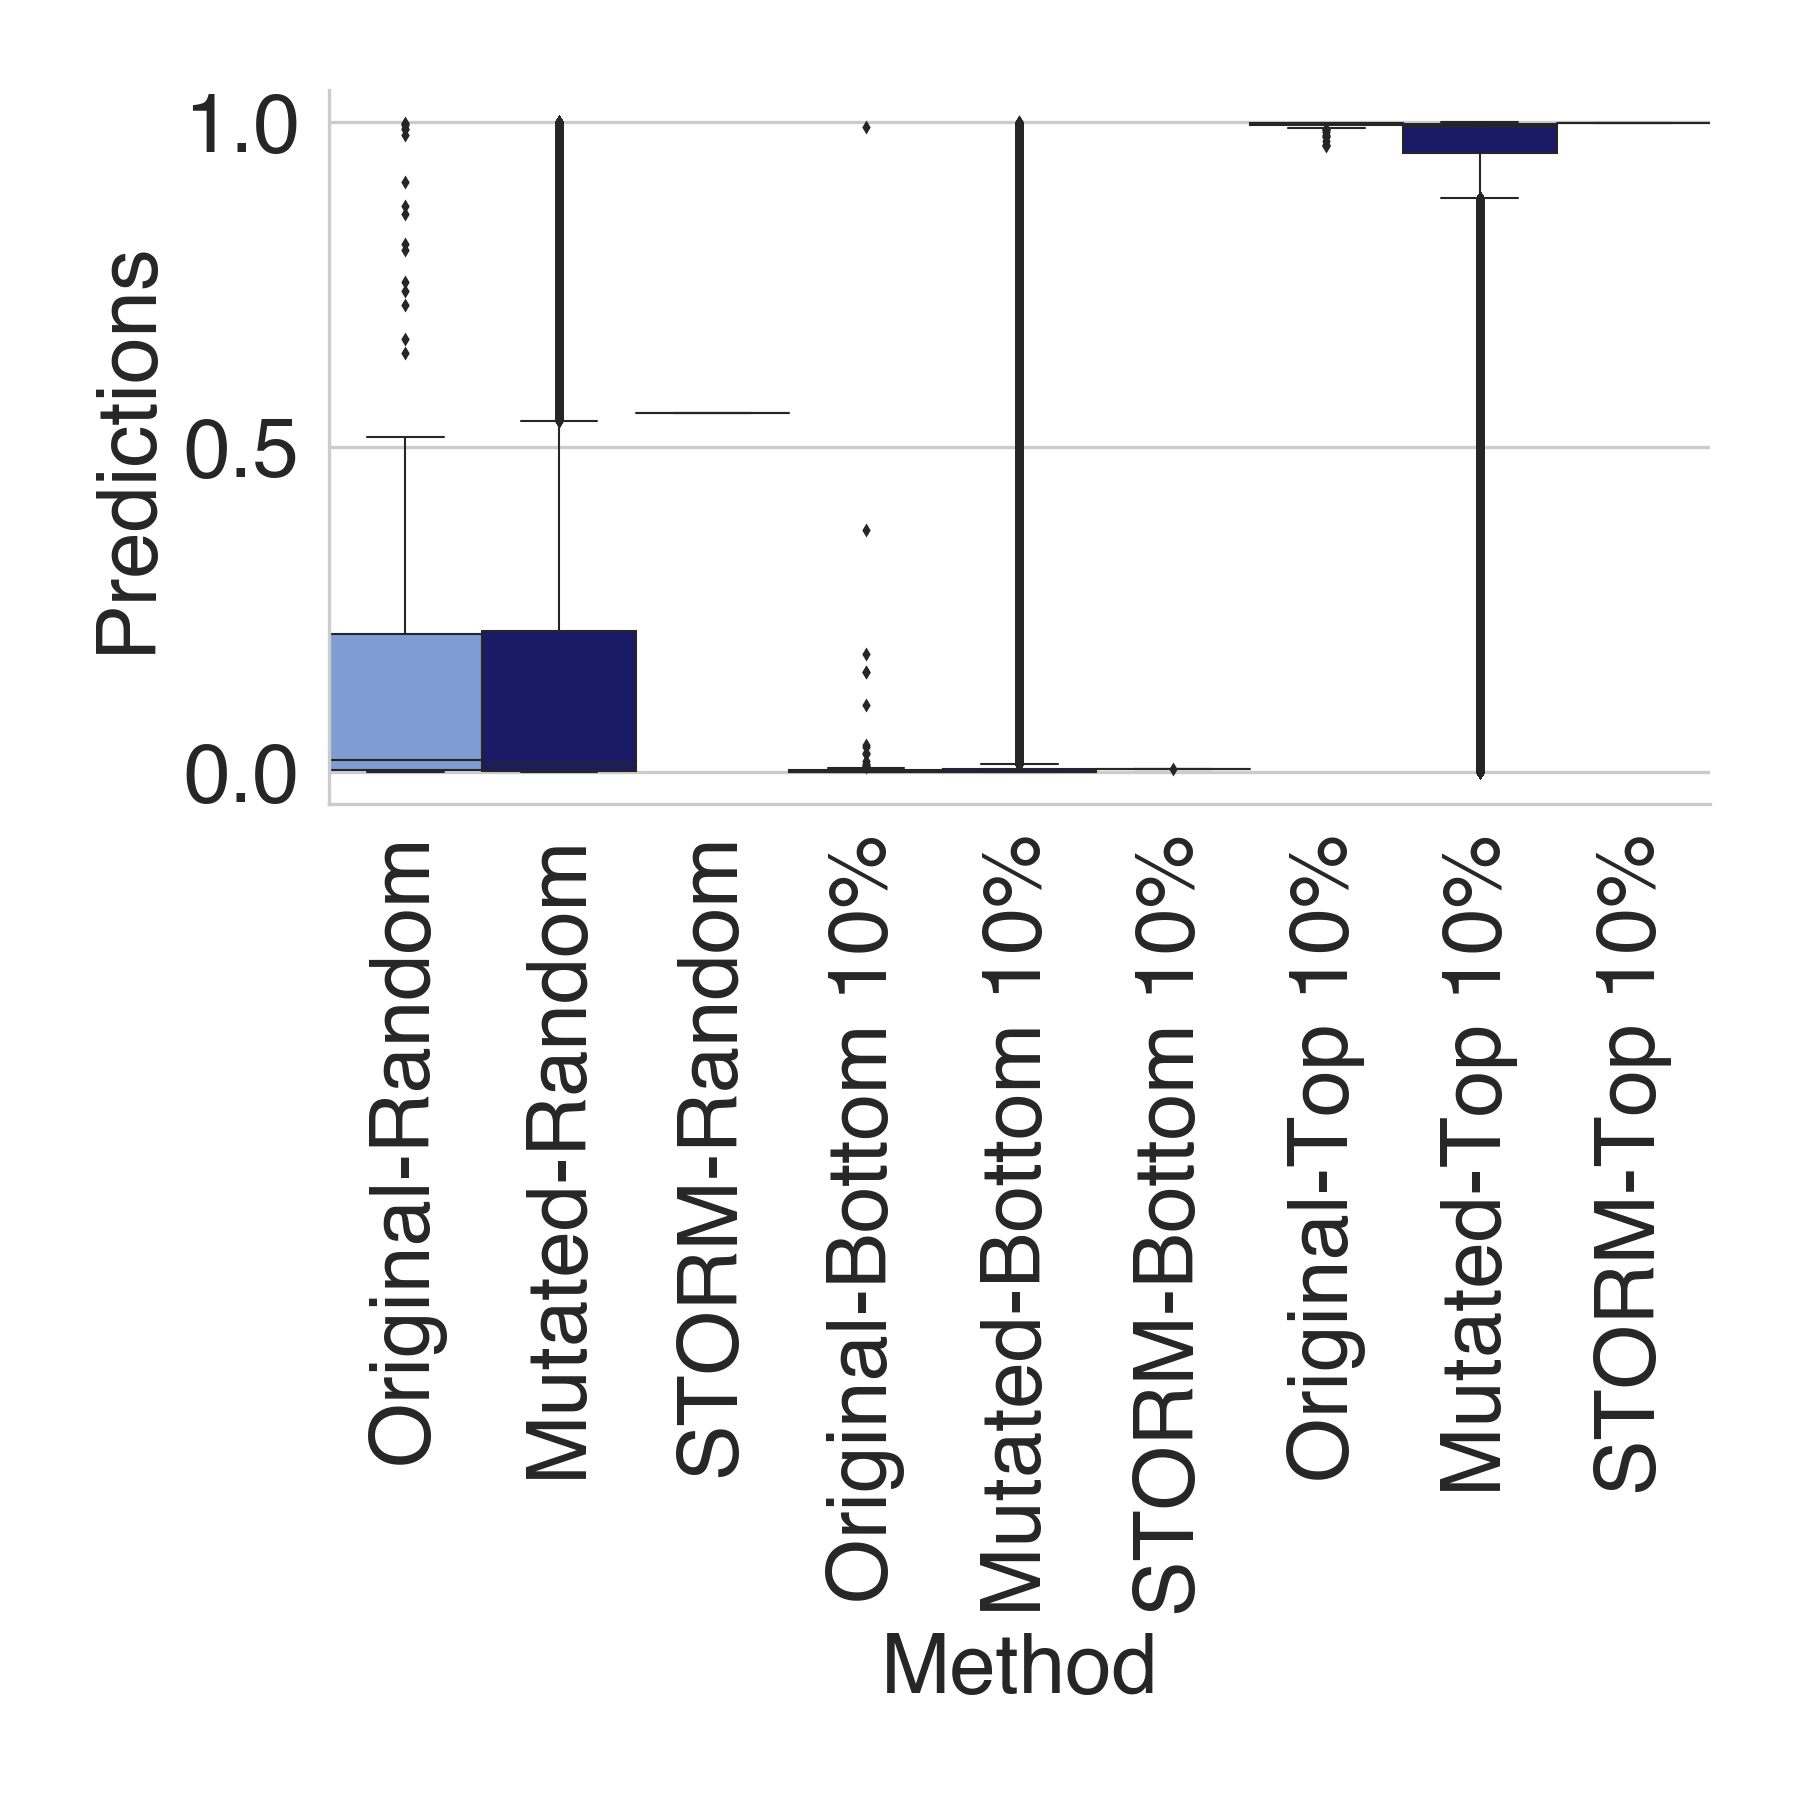 Predictions
1.0
0.5
0.0
Original-Random
Mutated-Random
STORM-Random
Original-Bottom 10%
Mutated-Bottom 10%
STORM-Bottom 10%
Original-Top 10%
Mutated-Top 10%
STORM-Top 10%
Method